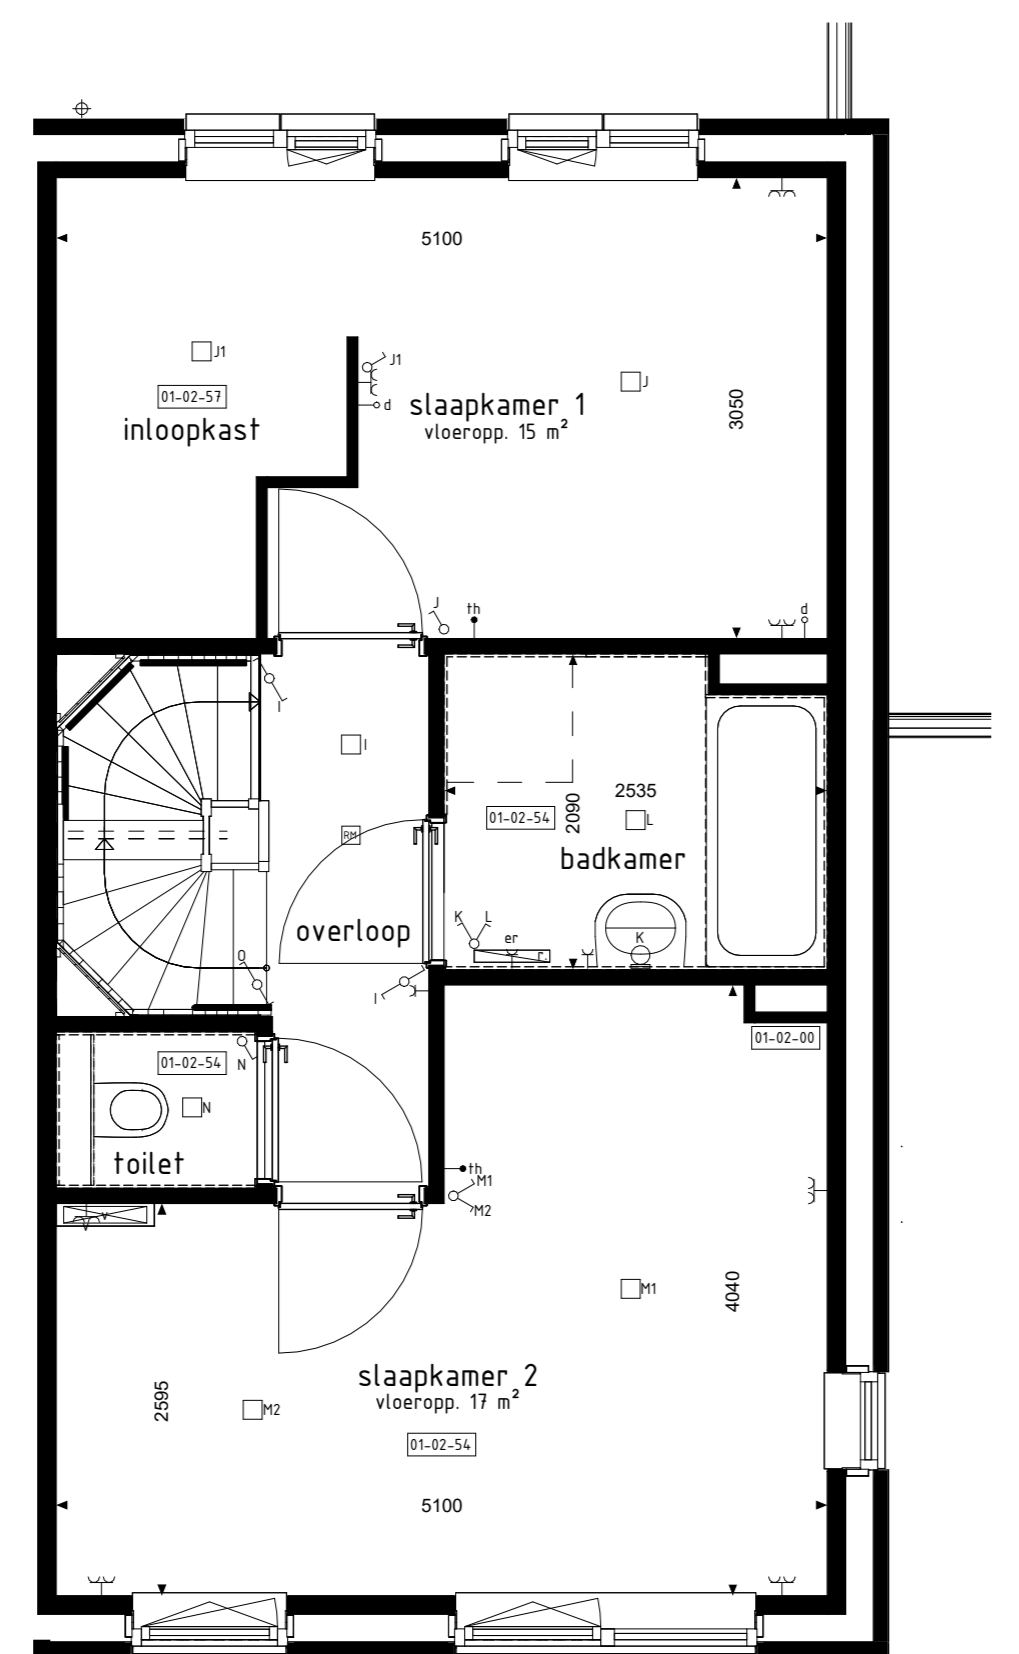 5100
J1
01-02-57
inloopkast
J1
d
J
slaapkamer 1
vloeropp. 15 m²
3050
J
th
d
I
I
RM
2535
2090
01-02-54
L
badkamer
K
L
er
r.
K
overloop
O
I
01-02-54
N
N
toilet
01-02-00
th
M1
M2
v
M1
4040
slaapkamer 2
vloeropp. 17 m²
2595
M2
01-02-54
5100